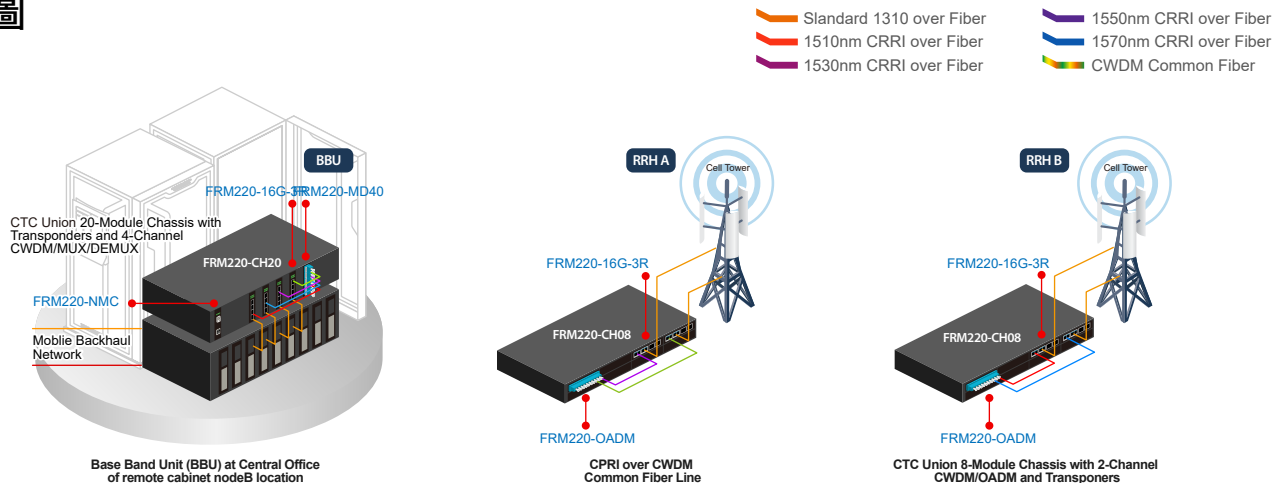 圖
Slandard 1310 over Fiber
1510nm CRRI over Fiber
1530nm CRRI over Fiber
1550nm CRRI over Fiber
1570nm CRRI over Fiber
CWDM Common Fiber
BBU
FRM220-16G-3R
FRM220-MD40
CTC Union 20-Module Chassis with
Transponders and 4-Channel
CWDM/MUX/DEMUX
FRM220-CH20
FRM220-NMC
Moblie Backhaul
Network
Base Band Unit (BBU) at Central Office
of remote cabinet nodeB location
RRH A
Cell Tower
FRM220-16G-3R
FRM220-CH08
FRM220-OADM
CPRI over CWDM
Common Fiber Line
RRH B
Cell Tower
FRM220-16G-3R
FRM220-CH08
FRM220-OADM
CTC Union 8-Module Chassis with 2-Channel
CWDM/OADM and Transponers